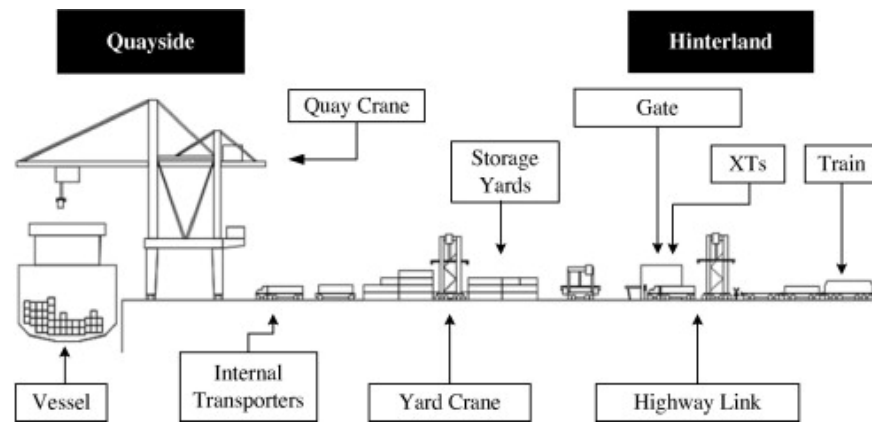 Quayside
Hinterland
Quay Crane
Gate
Storage
Yards
XTs
Train
Vessel
Internal
Transporters
Yard Crane
Highway Link